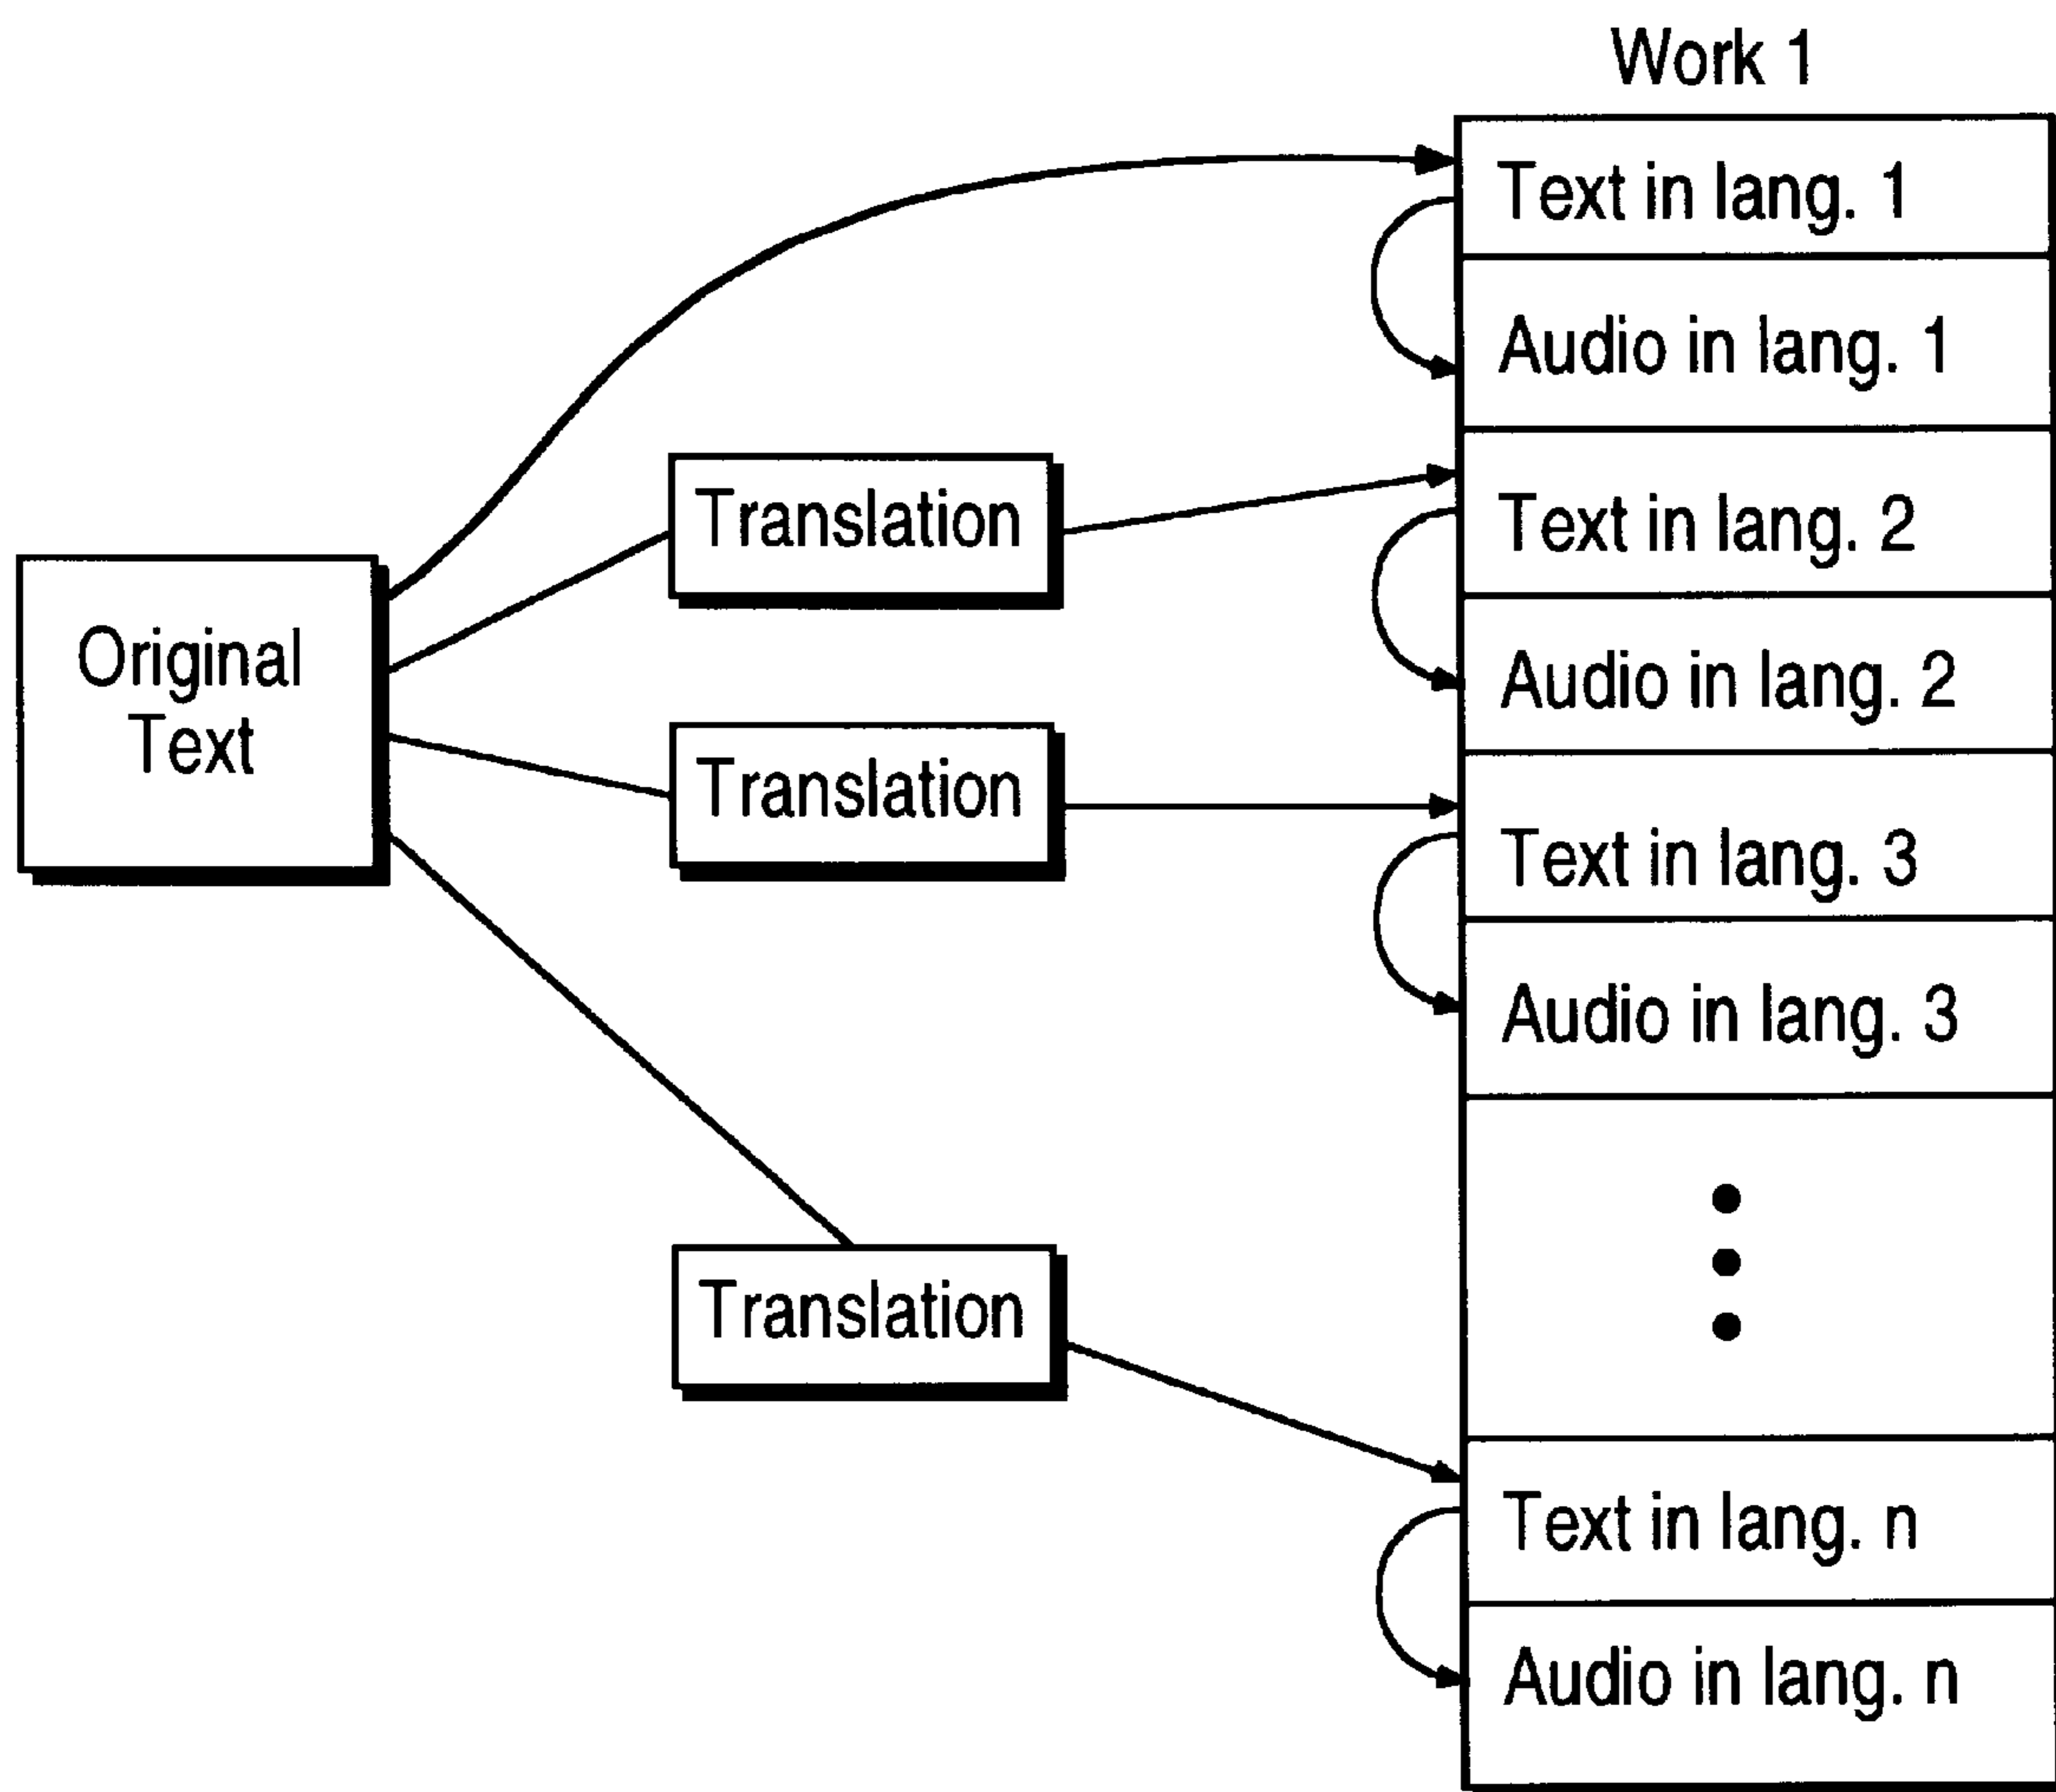 Work 1
Text in lang. 1
Audio in lang. 1
Translation
Text in lang. 2
Original
Text
Audio in lang. 2
Translation
Text in lang. 3
Audio in lang. 3
Translation
Text in lang. n
Audio in lang. n